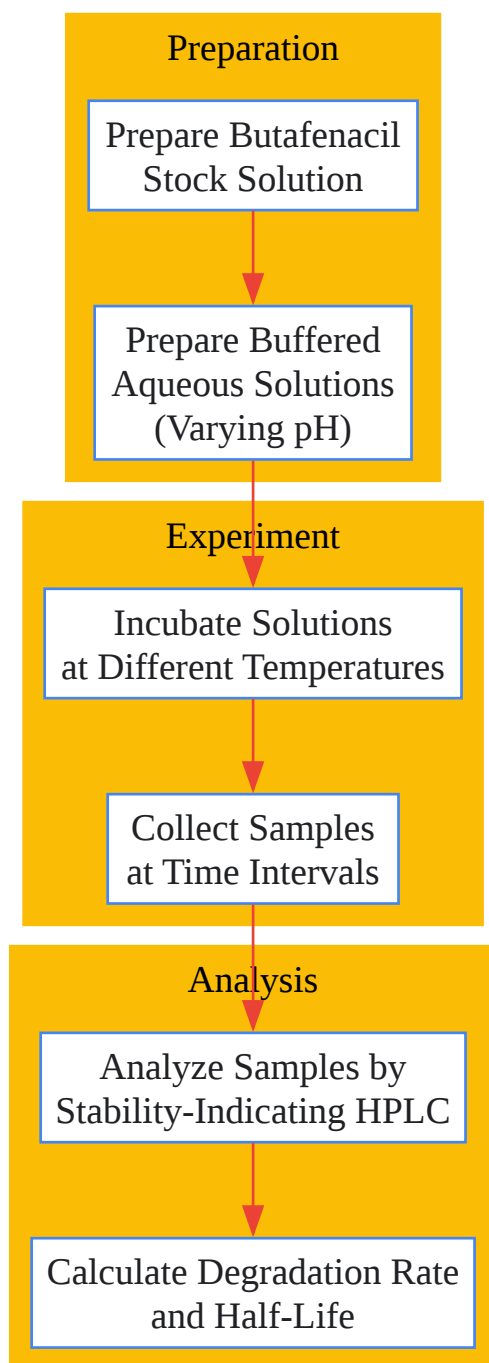 Preparation
Prepare Butafenacil
Stock Solution
Prepare Buffered
Aqueous Solutions
(Varying pH)
Experiment
Incubate Solutions
at Different Temperatures
Collect Samples
at Time Intervals
Analysis
Analyze Samples by
Stability-Indicating HPLC
Calculate Degradation Rate
and Half-Life